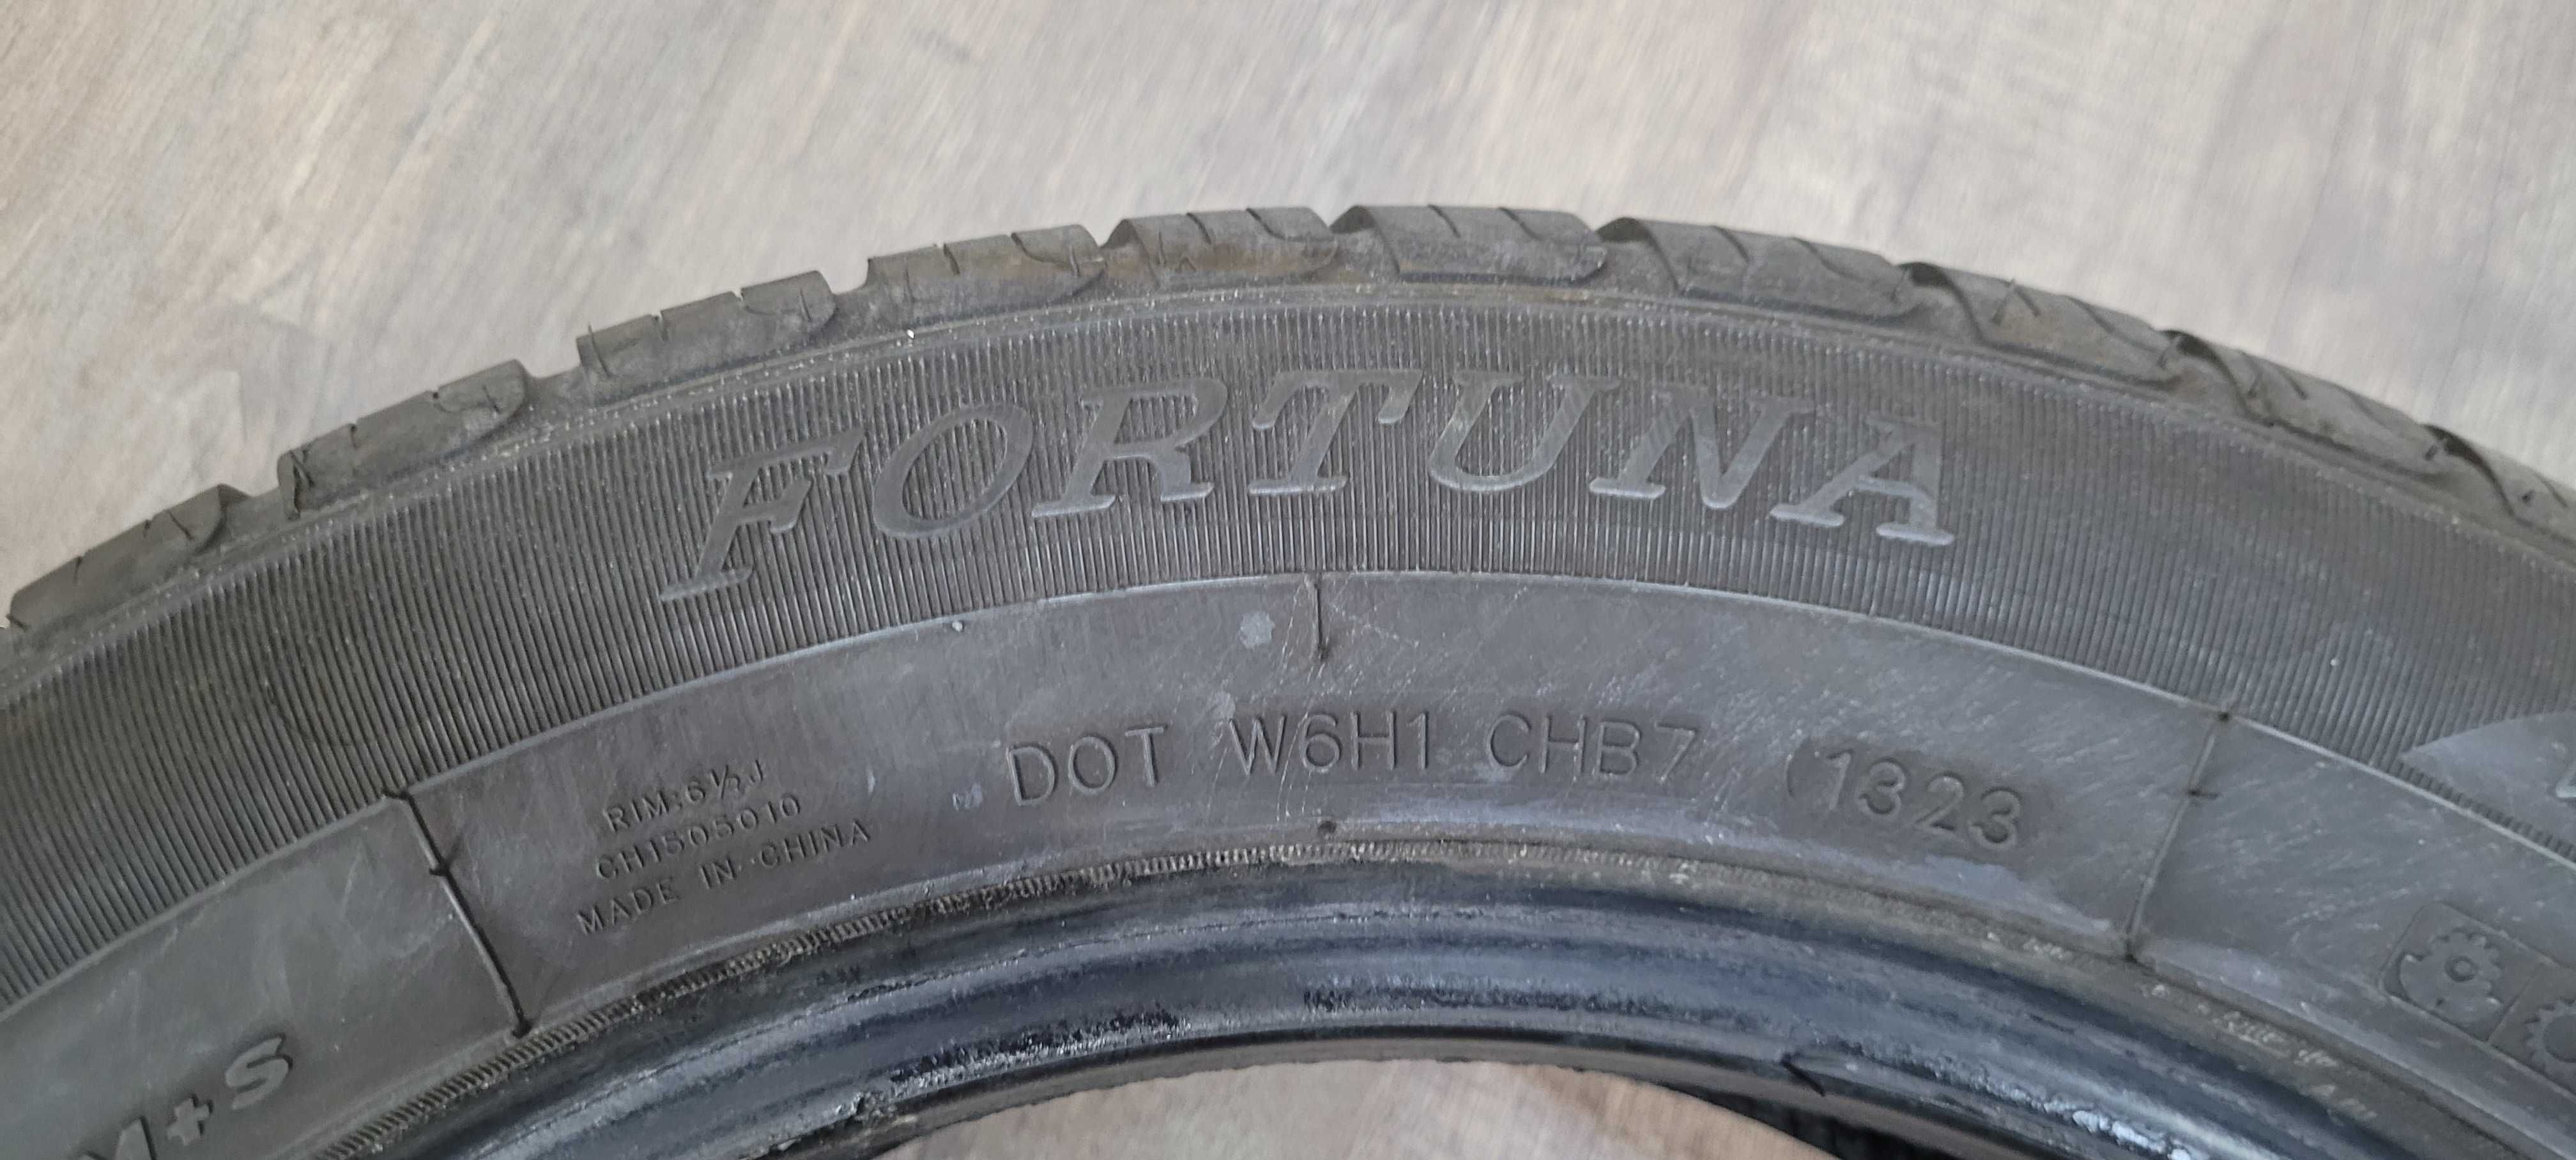 FORTUNA
DOT W6H1 CHB7 1323
RIM:6½J
CH1505010
MADE IN CHINA
M+S